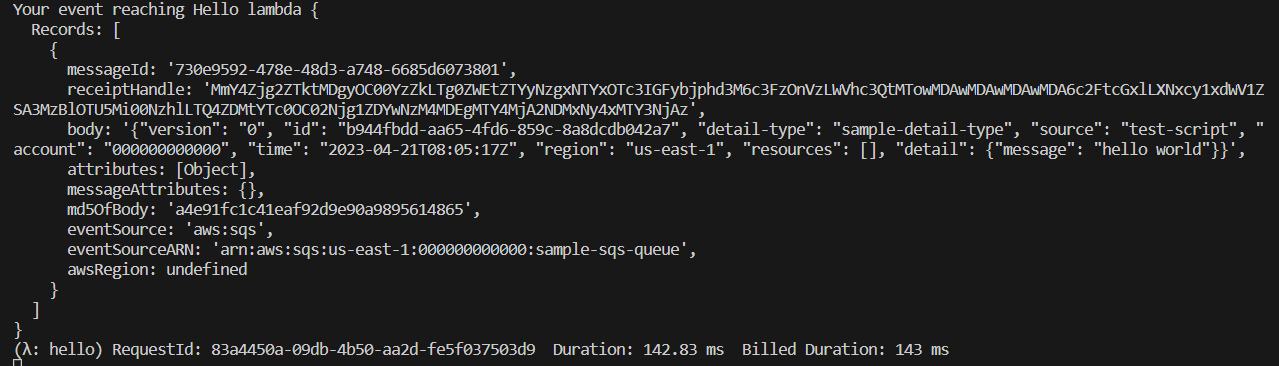 Your event reaching Hello lambda {
  Records: [
    {
      messageId: '730e9592-478e-48d3-a748-6685d6073801',
      receiptHandle: 'MmY4Zjg2ZTktMDgyOC00YzZkLTg0ZWEtZTYyNzgxNTYxOTc3IGFybjphd3M6c3FzOnVzLWVhc3QtMTowMDAwMDAwMDAwMDA6c2FtcGxlLXNxcy1xdWV1Z
SA3MzBlOTU5Mi00NzhlLTQ4ZDMtYTc0OC02Njg1ZDYwNzM4MDEgMTY4MjA2NDMxNy4xMTY3NjAz',
      body: '{"version": "0", "id": "b944fbdd-aa65-4fd6-859c-8a8dcdb042a7", "detail-type": "sample-detail-type", "source": "test-script", "
account": "000000000000", "time": "2023-04-21T08:05:17Z", "region": "us-east-1", "resources": [], "detail": {"message": "hello world"}}',
      attributes: [Object],
      messageAttributes: {},
      md5OfBody: 'a4e91fc1c41eaf92d9e90a9895614865',
      eventSource: 'aws:sqs',
      eventSourceARN: 'arn:aws:sqs:us-east-1:000000000000:sample-sqs-queue',
      awsRegion: undefined
    }
  ]
}
(λ: hello) RequestId: 83a4450a-09db-4b50-aa2d-fe5f037503d9  Duration: 142.83 ms  Billed Duration: 143 ms